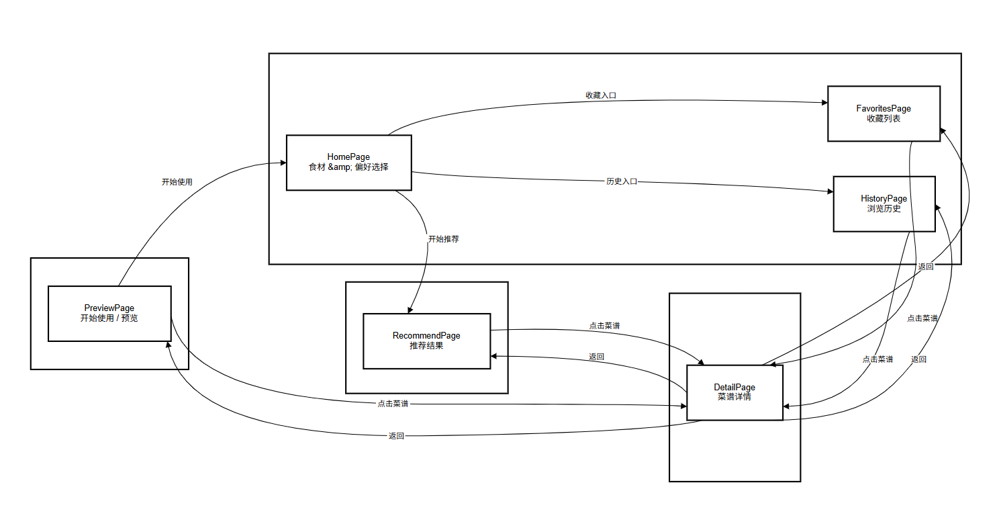 收藏入口
FavoritesPage
收藏列表
HomePage
食材 &amp; 偏好选择
开始使用
历史入口
HistoryPage
浏览历史
开始推荐
返回
PreviewPage
开始使用 / 预览
点击菜谱
点击菜谱
RecommendPage
推荐结果
返回
点击菜谱
返回
DetailPage
菜谱详情
点击菜谱
返回